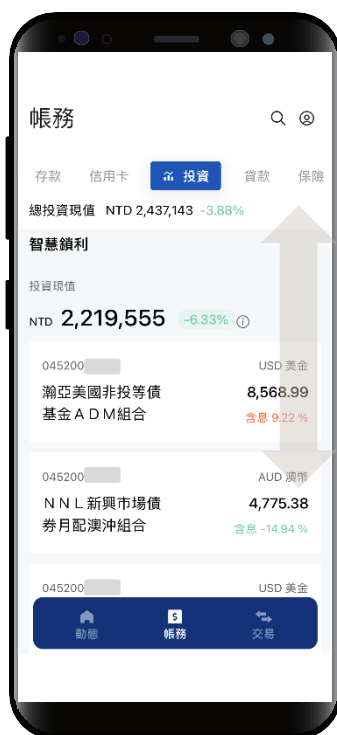 帳務
存款 信用卡 投資 貸款 保險
總投資現值 NTD 2,437,143 -3.88%
智慧鎖利
投資現值
NTD 2,219,555 -6.33%
045200 USD 美金
瀚亞美國非投等債 8,568.99
基金ＡＤＭ組合 含息 9.22 %
045200 AUD 澳幣
ＮＮＬ新興市場債 4,775.38
券月配澳沖組合 含息 -14.94 %
045200 USD 美金
動態 帳務 交易